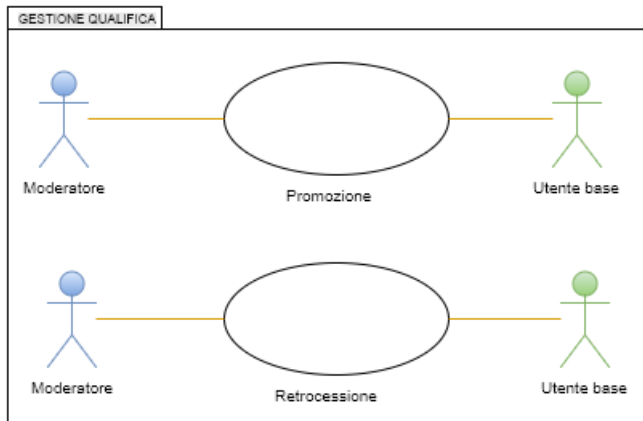 GESTIONE QUALIFICA
Moderatore
Promozione
Utente base
Moderatore
Retrocessione
Utente base